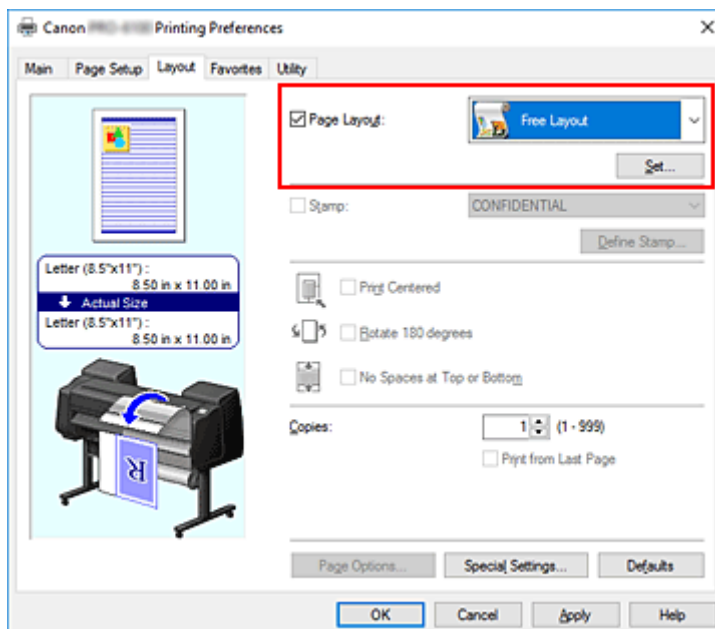 Canon Printing Preferences
Main Page Setup Layout Favorites Utility
Page Layout: Free Layout
Set...
Stamp: CONFIDENTIAL
Define Stamp...
Letter (8.5"x11") :
8.50 in x 11.00 in
Actual Size
Letter (8.5"x11") :
8.50 in x 11.00 in
Print Centered
Rotate 180 degrees
No Spaces at Top or Bottom
Copies: 1 (1 - 999)
Print from Last Page
R
Page Options... Special Settings... Defaults
OK Cancel Apply Help